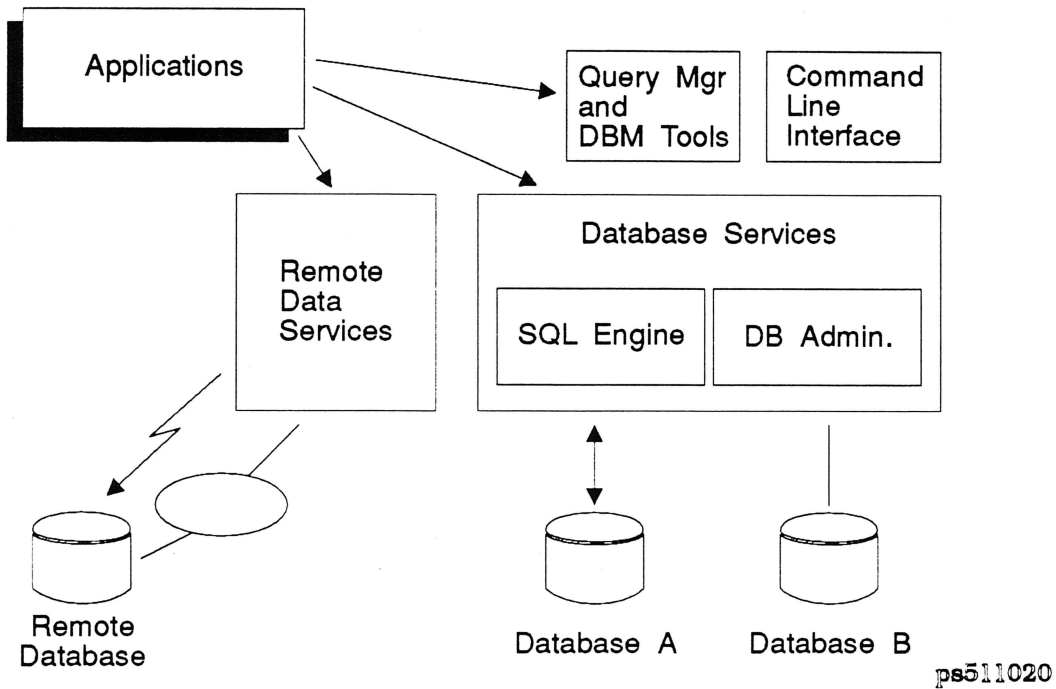 Applications
Query Mgr
and
DBM Tools
Command
Line
Interface
Remote
Data
Services
Database Services
SQL Engine
DB Admin.
Remote
Database
Database A
Database B
ps511020